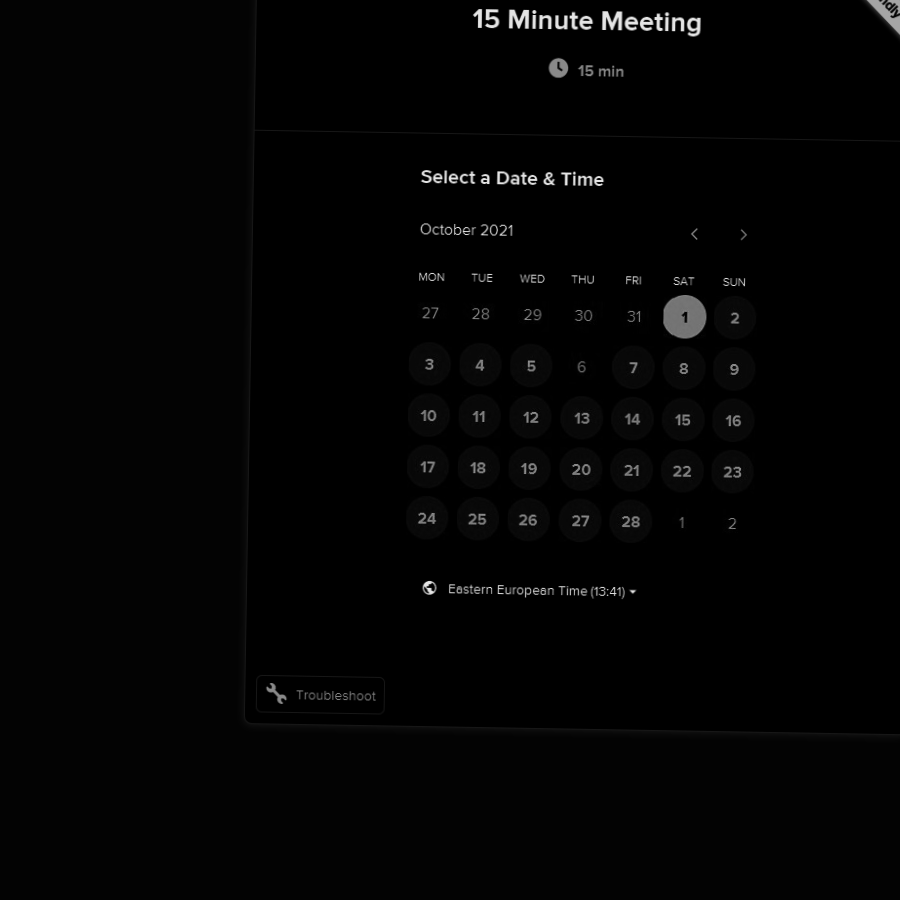 15 Minute Meeting
15 min
Select a Date & Time
October 2021
MON TUE WED THU FRI SAT SUN
27 28 29 30 31 1 2
3 4 5 6 7 8 9
10 11 12 13 14 15 16
17 18 19 20 21 22 23
24 25 26 27 28 1 2
Eastern European Time (13:41)
Troubleshoot